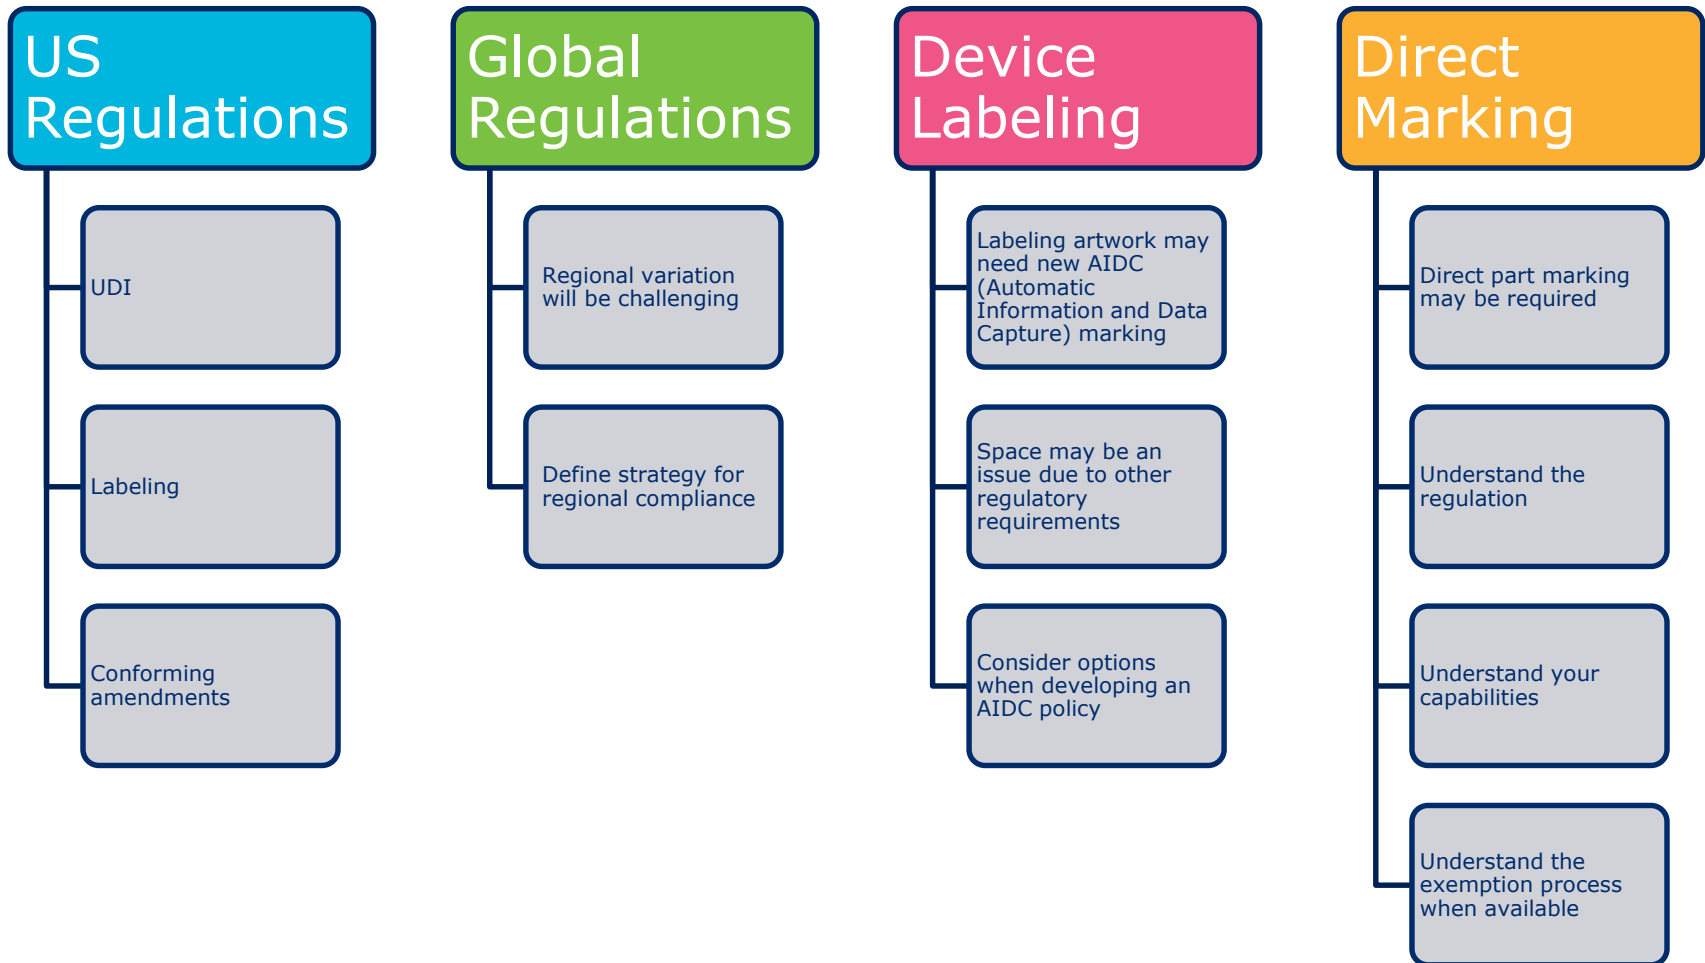 US
Regulations
UDI
Labeling
Conforming
amendments
Global
Regulations
Regional variation
will be challenging
Define strategy for
regional compliance
Device
Labeling
Labeling artwork may
need new AIDC
(Automatic
Information and Data
Capture) marking
Space may be an
issue due to other
regulatory
requirements
Consider options
when developing an
AIDC policy
Direct
Marking
Direct part marking
may be required
Understand the
regulation
Understand your
capabilities
Understand the
exemption process
when available